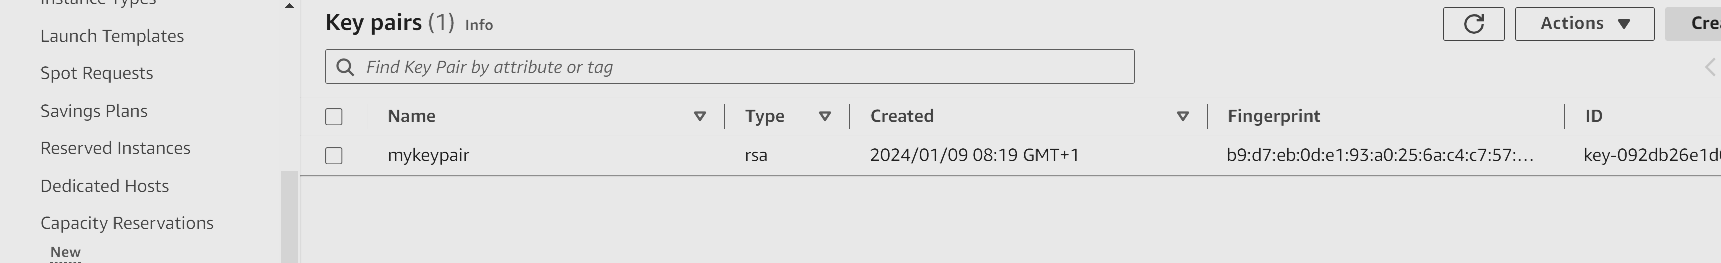 Instance Types
Launch Templates
Spot Requests
Savings Plans
Reserved Instances
Dedicated Hosts
Capacity Reservations
New
Key pairs (1) Info
Actions
Crea
Find Key Pair by attribute or tag
Name Type Created Fingerprint ID
mykeypair rsa 2024/01/09 08:19 GMT+1 b9:d7:eb:0d:e1:93:a0:25:6a:c4:c7:57:... key-092db26e1d